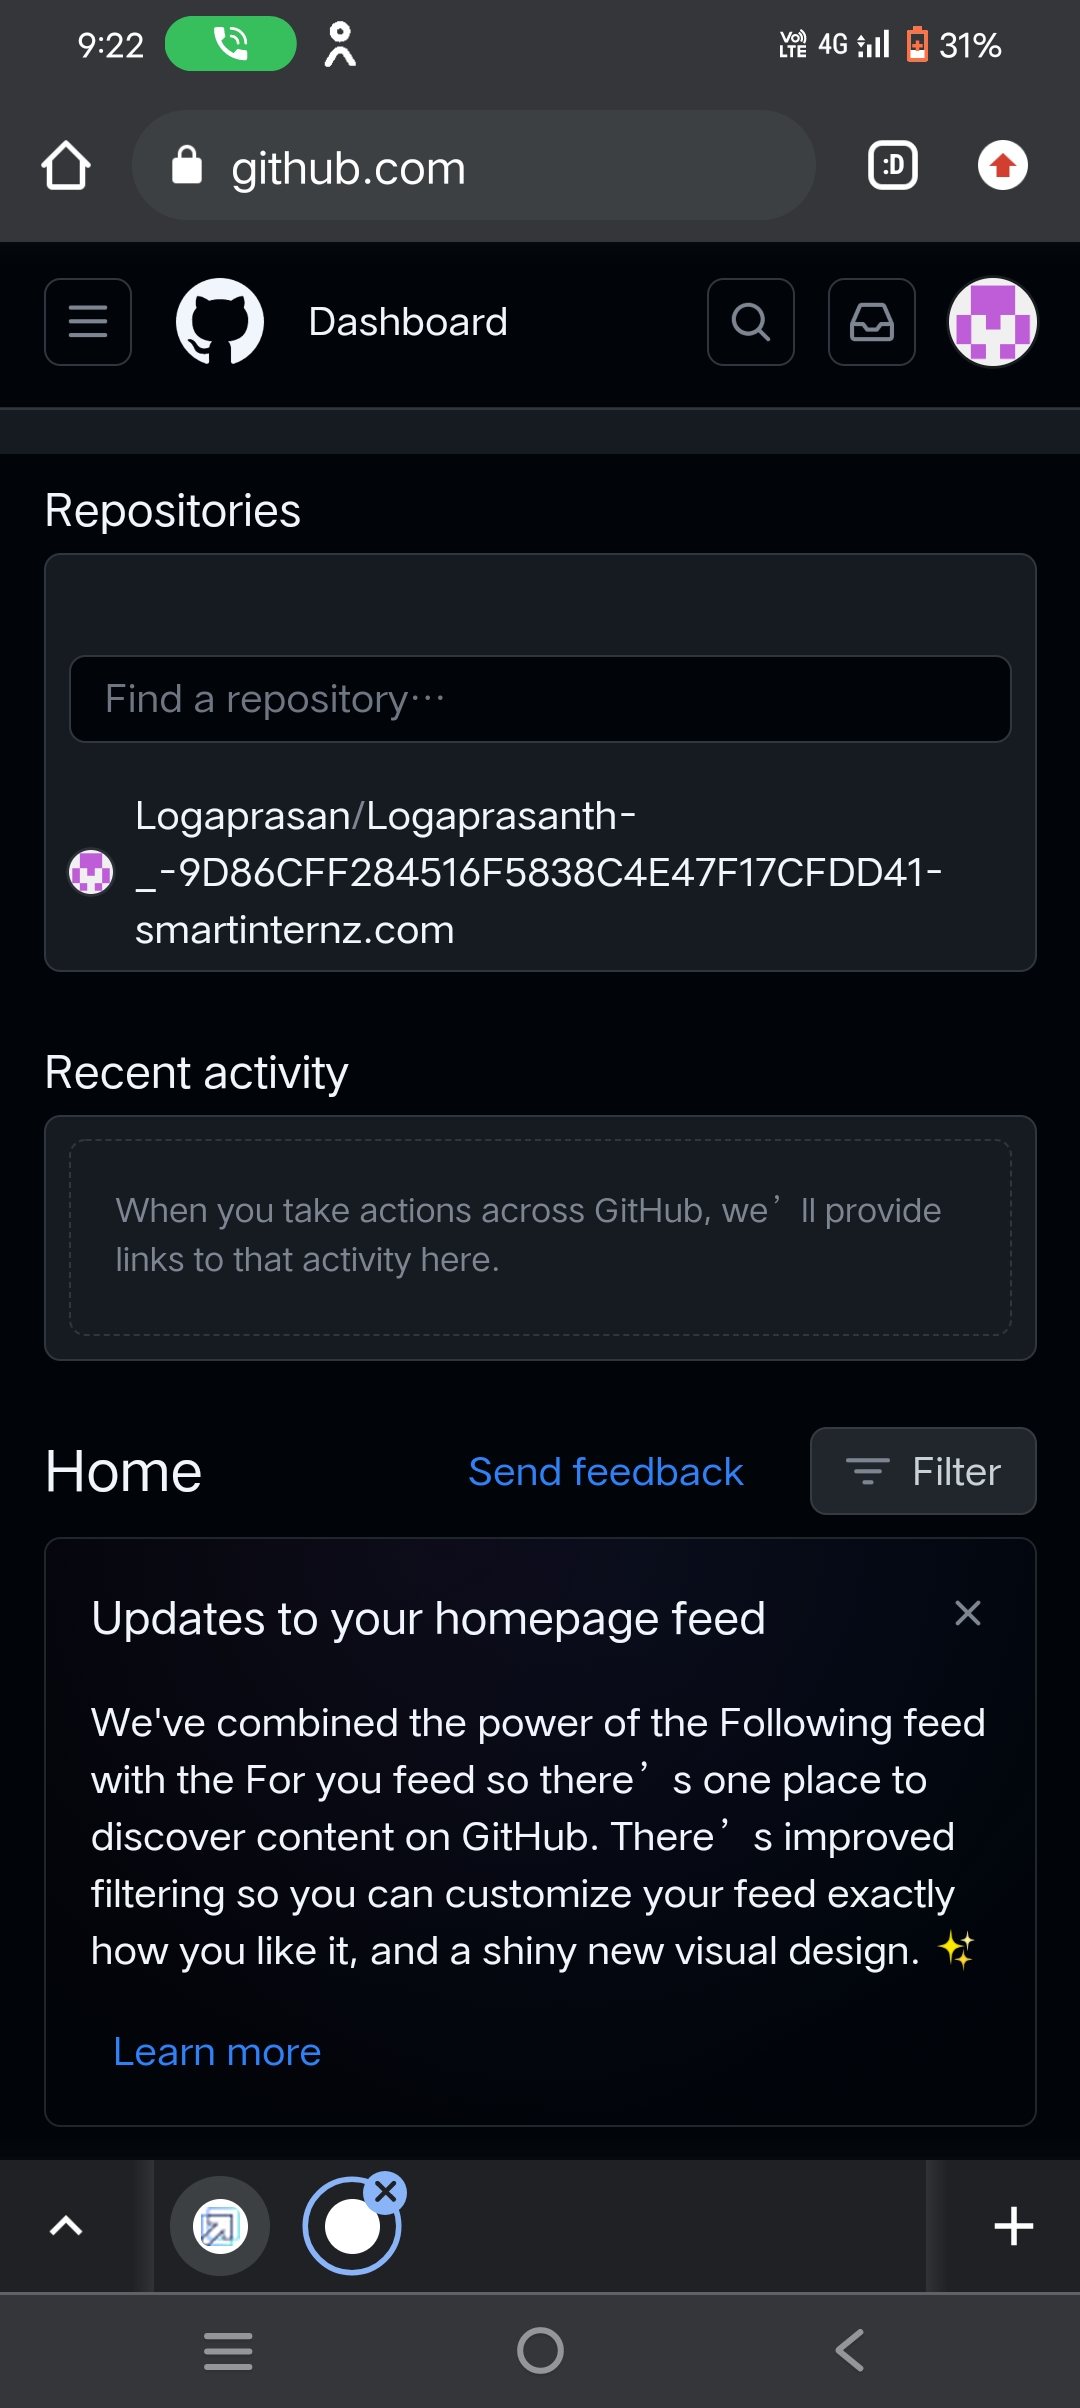 9:22
Vo) LTE 4G 31%
github.com
:D
Dashboard
Repositories
Find a repository…
Logaprasan/Logaprasanth-
_-9D86CFF284516F5838C4E47F17CFDD41-
smartinternz.com
Recent activity
When you take actions across GitHub, we’ll provide
links to that activity here.
Home
Send feedback
Filter
Updates to your homepage feed
We've combined the power of the Following feed
with the For you feed so there’s one place to
discover content on GitHub. There’s improved
filtering so you can customize your feed exactly
how you like it, and a shiny new visual design. ✨
Learn more